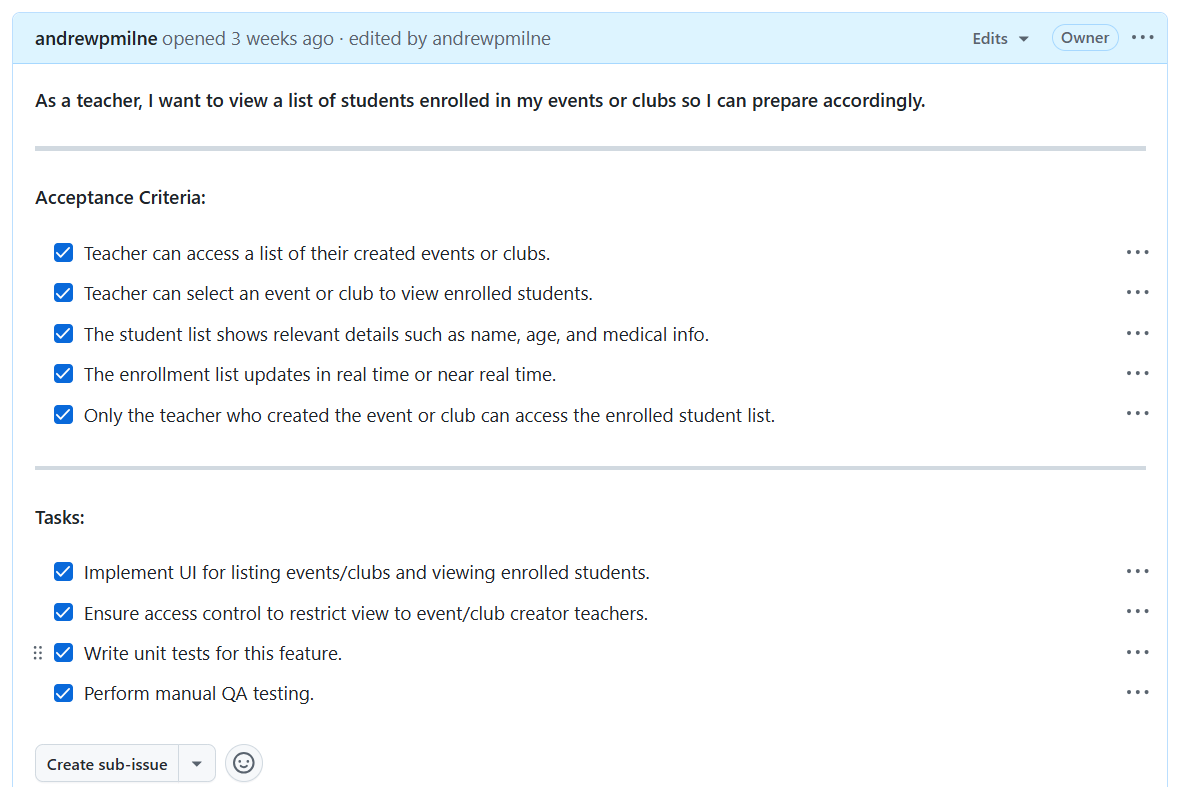 andrewpmilne opened 3 weeks ago · edited by andrewpmilne Edits Owner
As a teacher, I want to view a list of students enrolled in my events or clubs so I can prepare accordingly.
Acceptance Criteria:
Teacher can access a list of their created events or clubs.
Teacher can select an event or club to view enrolled students.
The student list shows relevant details such as name, age, and medical info.
The enrollment list updates in real time or near real time.
Only the teacher who created the event or club can access the enrolled student list.
Tasks:
Implement UI for listing events/clubs and viewing enrolled students.
Ensure access control to restrict view to event/club creator teachers.
Write unit tests for this feature.
Perform manual QA testing.
Create sub-issue